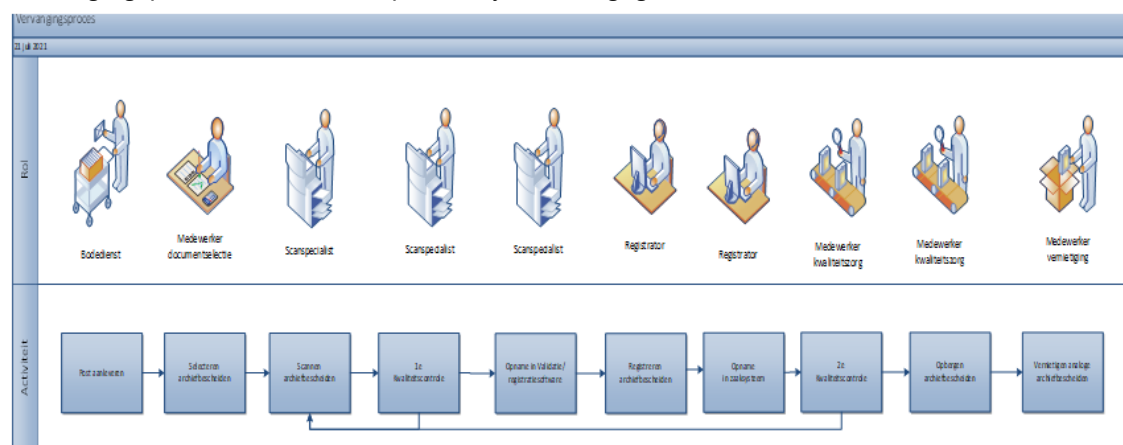 Vervangingsproces
21 juli 2021
Rol
Bodedienst
Medewerker
documentselectie
Scanspecialist
Scanspecialist
Scanspecialist
Registrator
Registrator
Medewerker
kwaliteitszorg
Medewerker
kwaliteitszorg
Medewerker
vernietiging
Activiteit
Post aanleveren
Selecteren
archiefbescheiden
Scannen
archiefbescheiden
1e
Kwaliteitscontrole
Opname in Validatie/
registratiesoftware
Registreren
archiefbescheiden
Opname
in zaaksysteem
2e
Kwaliteitscontrole
Opbergen
archiefbescheiden
Vernietigen analoge
archiefbescheiden